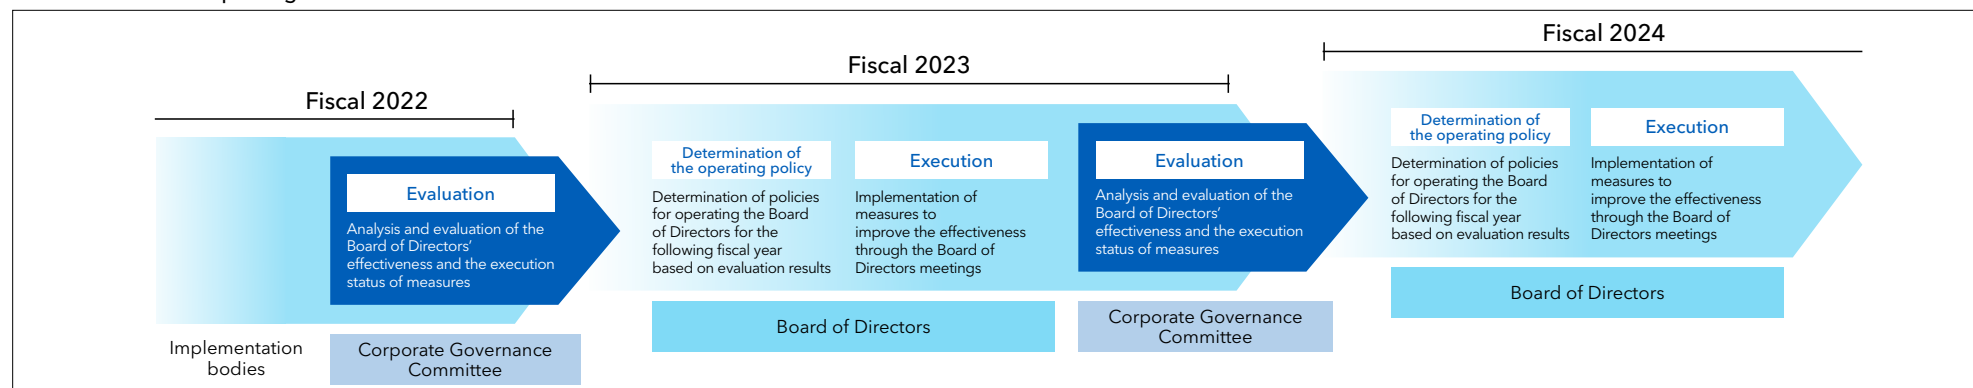 Fiscal 2022
Evaluation
Analysis and evaluation of the
Board of Directors’
effectiveness and the execution
status of measures
Implementation
bodies
Corporate Governance
Committee
Fiscal 2023
Determination of
the operating policy
Determination of policies
for operating the Board
of Directors for the
following fiscal year
based on evaluation results
Execution
Implementation of
measures to
improve the effectiveness
through the Board of
Directors meetings
Board of Directors
Evaluation
Analysis and evaluation of the
Board of Directors’
effectiveness and the execution
status of measures
Corporate Governance
Committee
Fiscal 2024
Determination of
the operating policy
Determination of policies
for operating the Board
of Directors for the
following fiscal year
based on evaluation results
Execution
Implementation of
measures to
improve the effectiveness
through the Board of
Directors meetings
Board of Directors